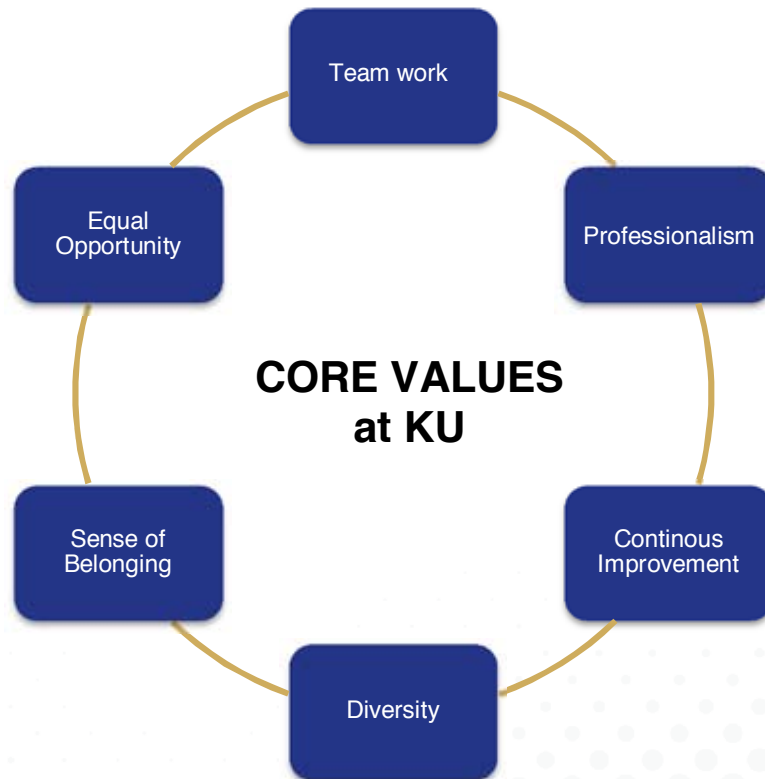 Team work
Professionalism
Continous
Improvement
Diversity
Sense of
Belonging
Equal
Opportunity
CORE VALUES
at KU